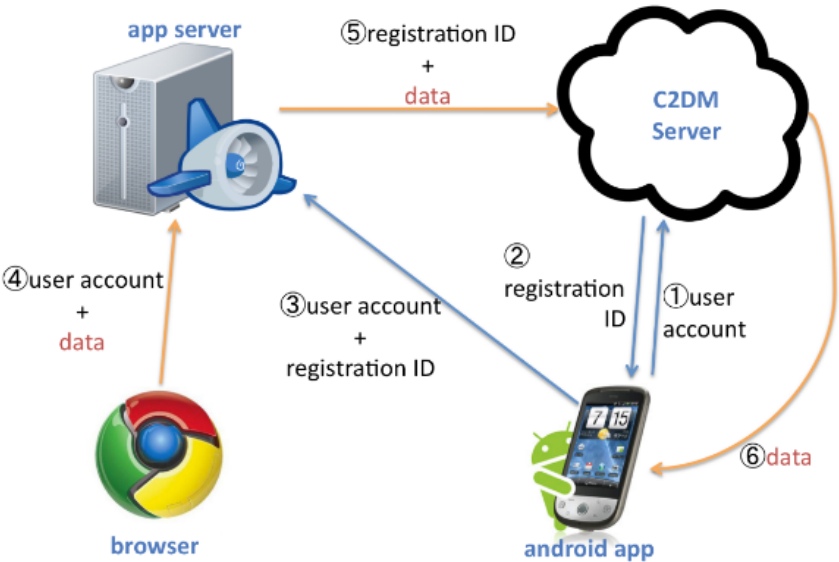 app server
⑤registration ID
+
data
C2DM
Server
④user account
+
data
③user account
+
registration ID
②
registration
ID
①user
account
7 15
⑥data
browser
android app